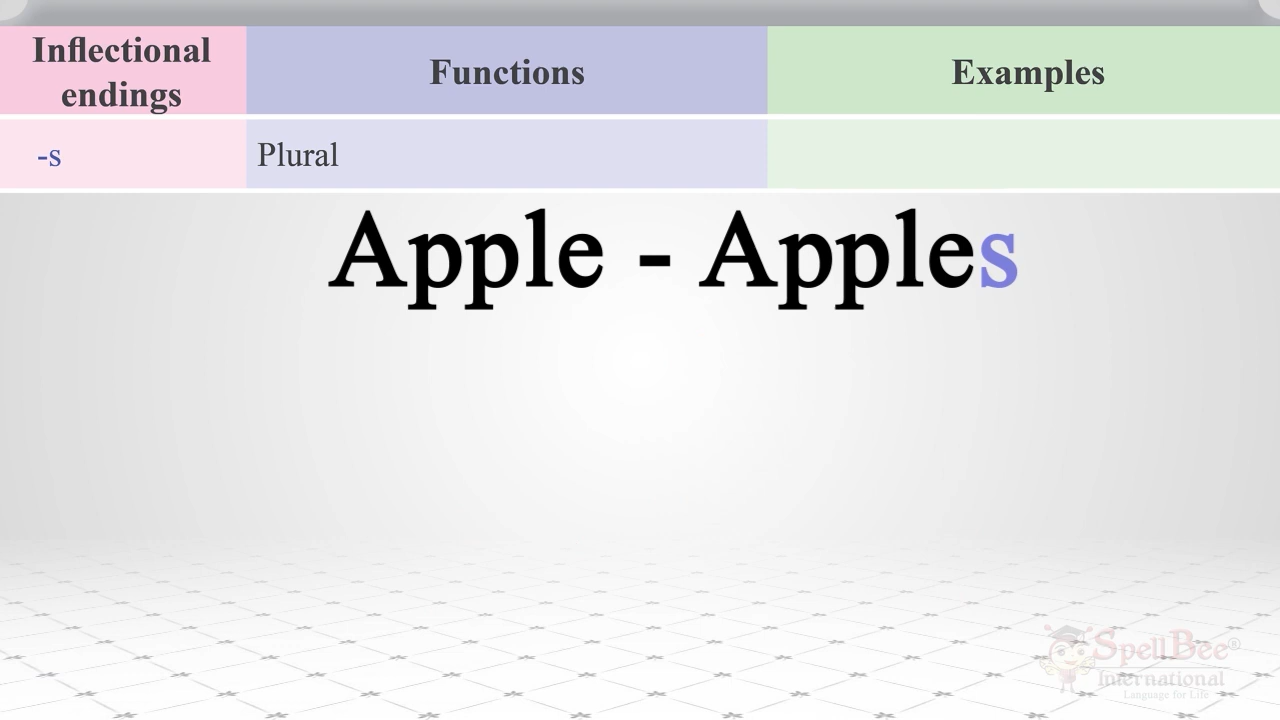 Inflectional
endings
Functions
Examples
-s
Plural
Apple - Apples
SpellBee®
International
Language for Life